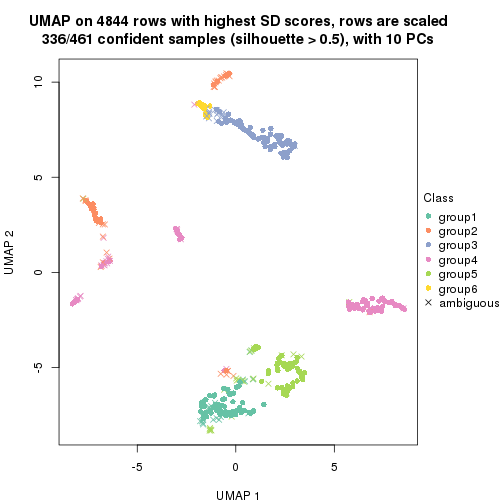 UMAP on 4844 rows with highest SD scores, rows are scaled
336/461 confident samples (silhouette > 0.5), with 10 PCs
10
5
0
-5
UMAP 2
-5
0
5
UMAP 1
Class
group1
group2
group3
group4
group5
group6
ambiguous